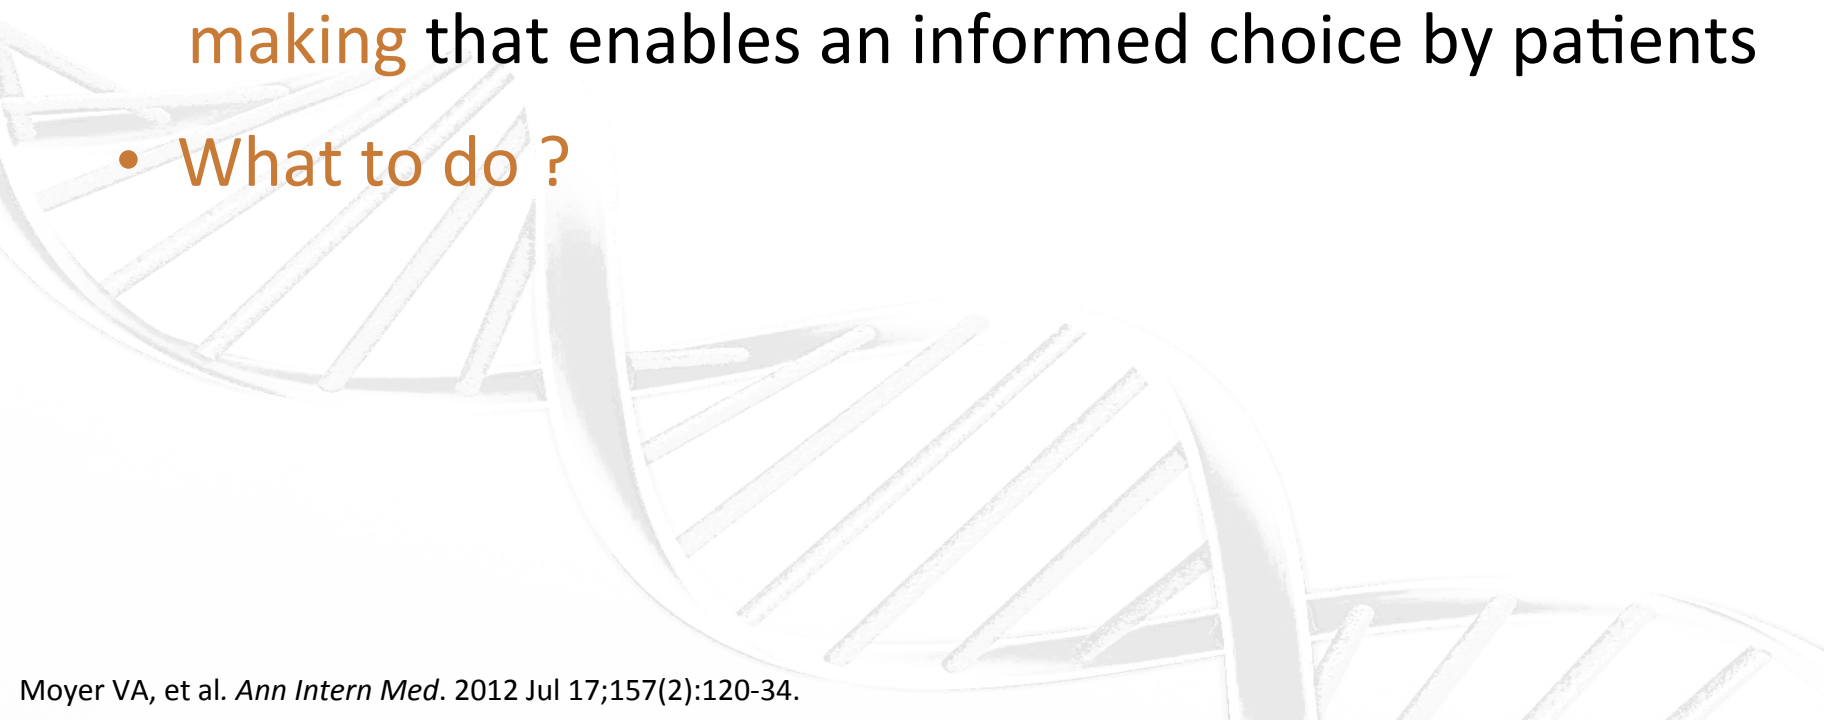 making that enables an informed choice by patients
• What to do ?
Moyer VA, et al. Ann Intern Med. 2012 Jul 17;157(2):120-34.